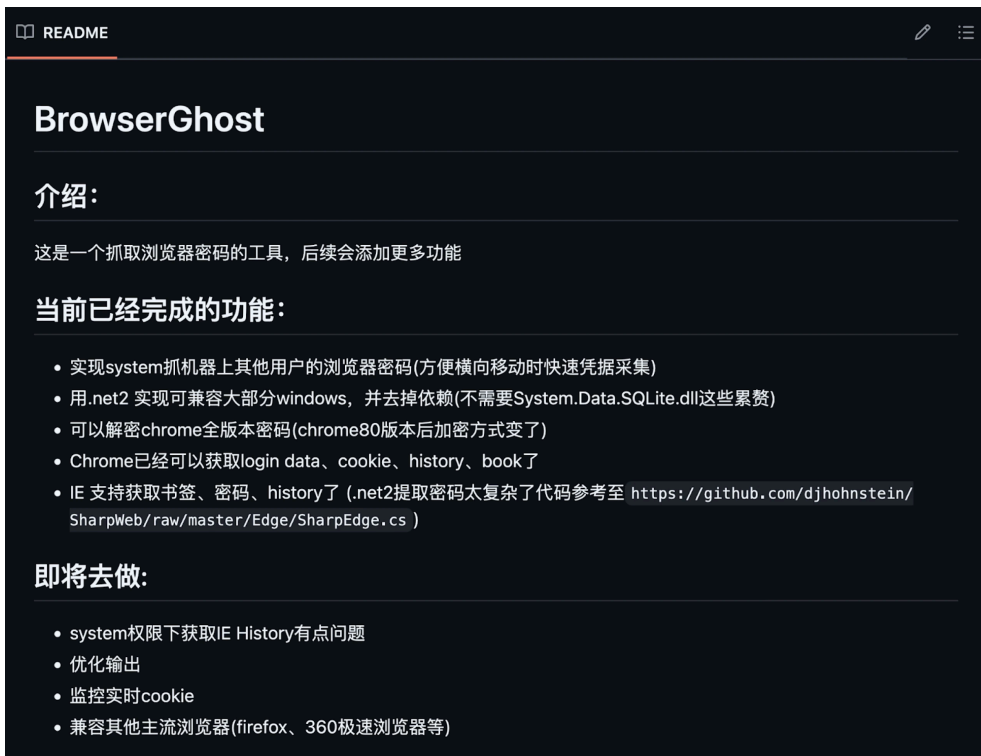 README
BrowserGhost
介绍：
这是一个抓取浏览器密码的工具，后续会添加更多功能
当前已经完成的功能：
实现system抓机器上其他用户的浏览器密码(方便横向移动时快速凭据采集)
用.net2 实现可兼容大部分windows，并去掉依赖(不需要System.Data.SQLite.dll这些累赘)
可以解密chrome全版本密码(chrome80版本后加密方式变了)
Chrome已经可以获取login data、cookie、history、book了
IE 支持获取书签、密码、history了 (.net2提取密码太复杂了代码参考至 https://github.com/djhohnstein/
SharpWeb/raw/master/Edge/SharpEdge.cs )
即将去做:
system权限下获取IE History有点问题
优化输出
监控实时cookie
兼容其他主流浏览器(firefox、360极速浏览器等)